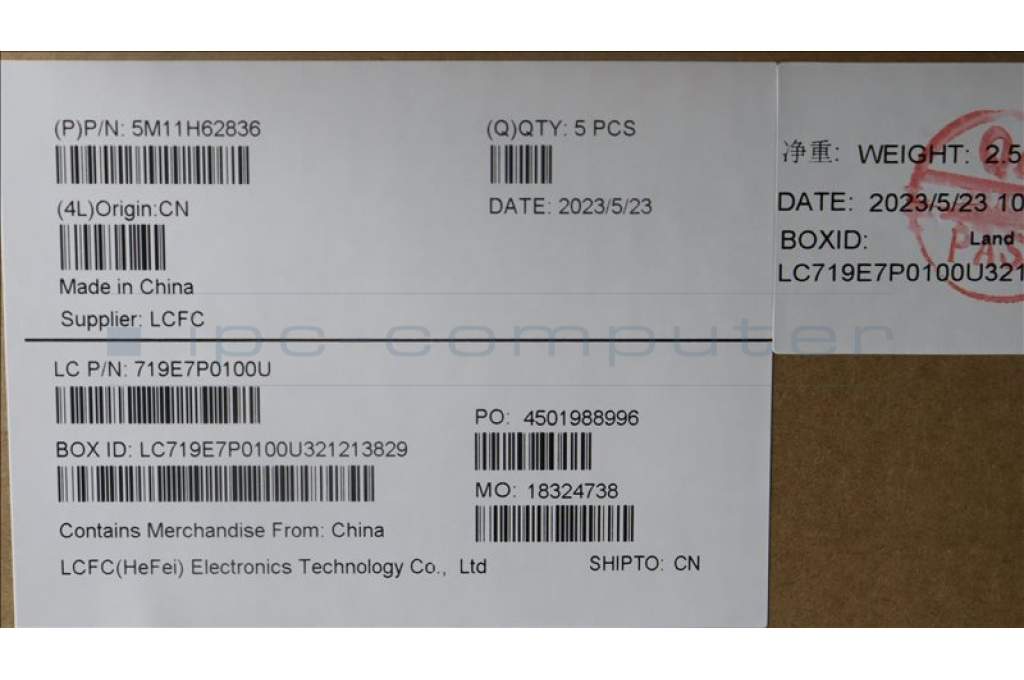 (P)P/N: 5M11H62836
(Q)QTY: 5 PCS
(4L)Origin:CN
DATE: 2023/5/23
Made in China
Supplier: LCFC
ipc-computer
LC P/N: 719E7P0100U
PO: 4501988996
BOX ID: LC719E7P0100U321213829
MO: 18324738
Contains Merchandise From: China
LCFC(HeFei) Electronics Technology Co., Ltd
SHIPTO: CN
净重: WEIGHT: 2.5
DATE: 2023/5/23 10
BOXID: Land
LC719E7P0100U321